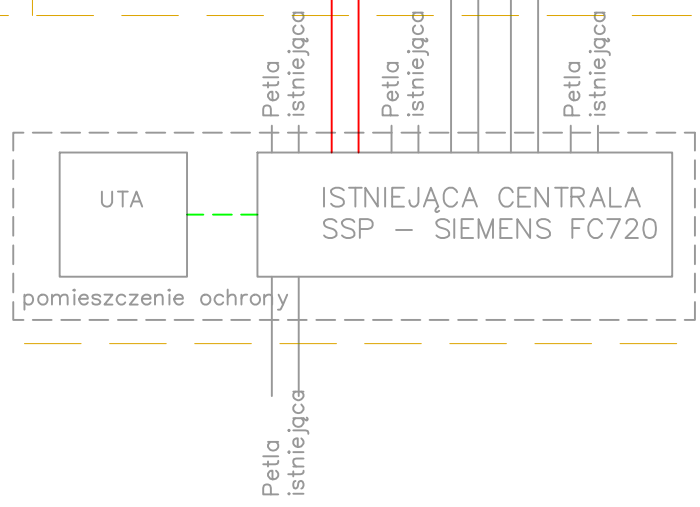 Petla
istniejąca
Petla
istniejąca
Petla
istniejąca
UTA
ISTNIEJĄCA CENTRALA
SSP – SIEMENS FC720
pomieszczenie ochrony
Petla
istniejąca